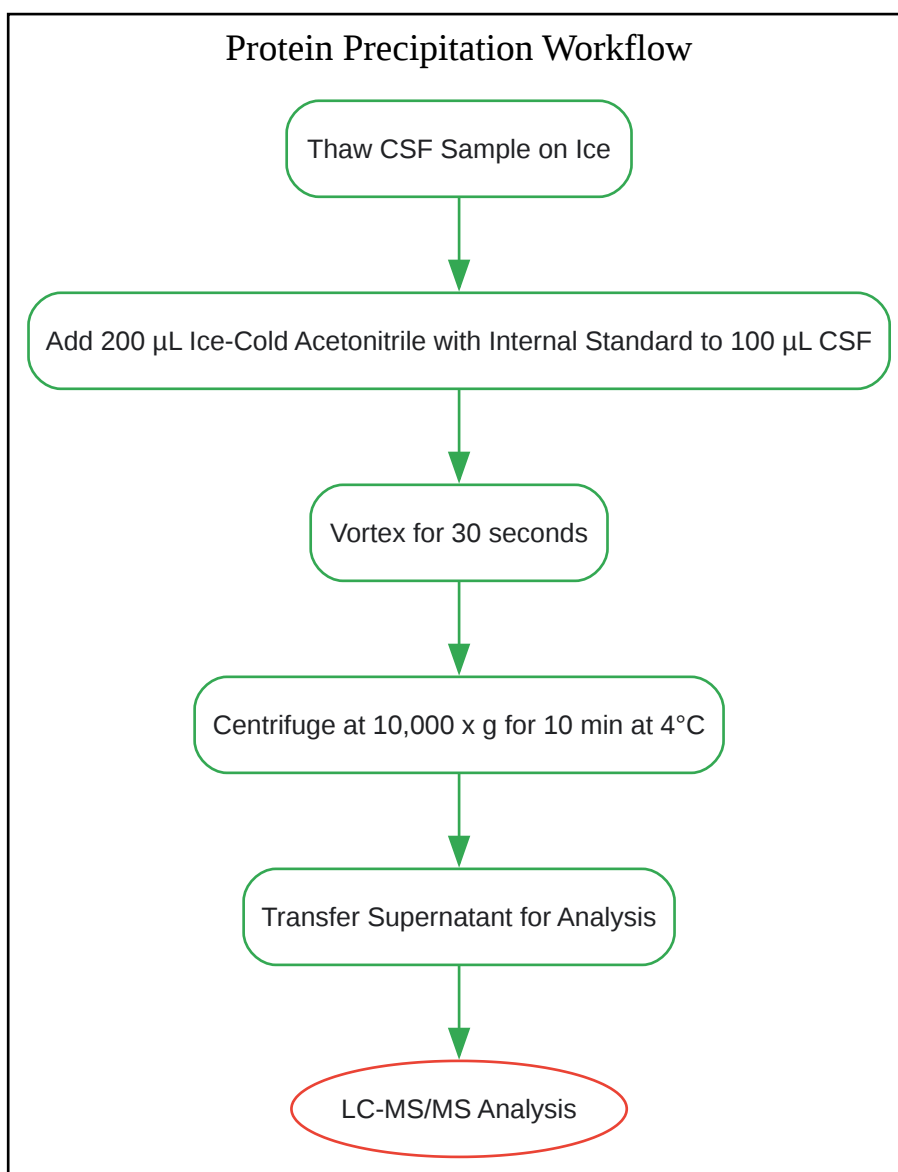 Protein Precipitation Workflow
Thaw CSF Sample on Ice
Add 200 µL Ice-Cold Acetonitrile with Internal Standard to 100 µL CSF
Vortex for 30 seconds
Centrifuge at 10,000 x g for 10 min at 4°C
Transfer Supernatant for Analysis
LC-MS/MS Analysis